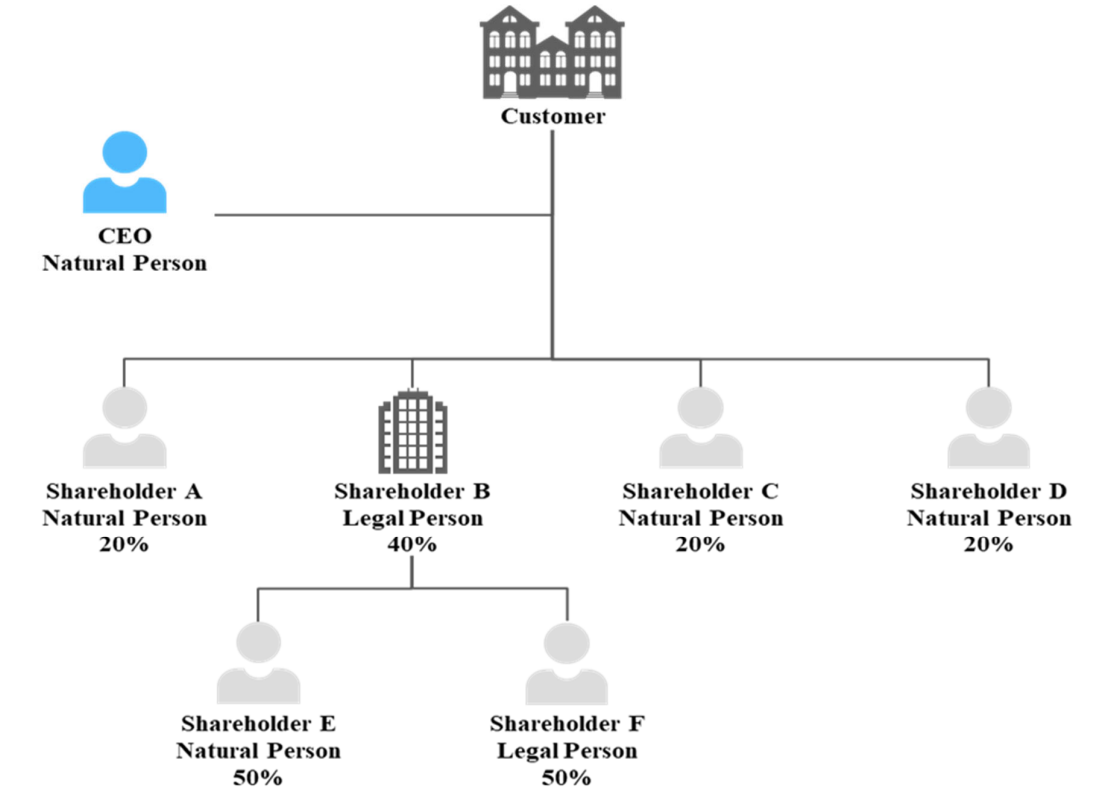 Customer
CEO
Natural Person
Shareholder A
Natural Person
20%
Shareholder B
Legal Person
40%
Shareholder C
Natural Person
20%
Shareholder D
Natural Person
20%
Shareholder E
Natural Person
50%
Shareholder F
Legal Person
50%